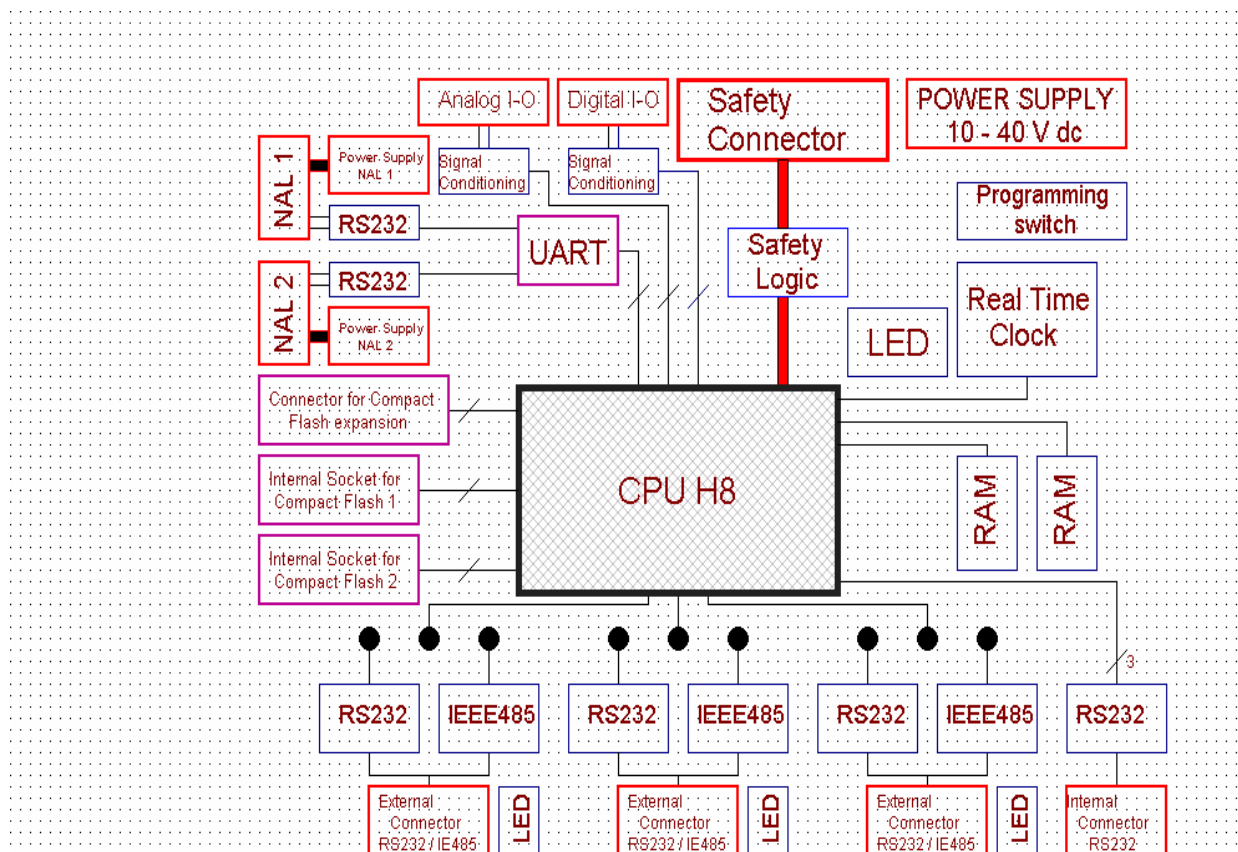 Analog I-O
Digital I-O
Safety
Connector
POWER SUPPLY
10 - 40 V dc
NAL 1
Power Supply
NAL 1
Signal
Conditioning
Signal
Conditioning
Programming
switch
RS232
UART
Safety
Logic
NAL 2
RS232
Power Supply
NAL 2
LED
Real Time
Clock
Connector for Compact
Flash expansion
Internal Socket for
Compact Flash 1
Internal Socket for
Compact Flash 2
CPU H8
RAM
RAM
3
RS232
IEEE485
RS232
IEEE485
RS232
IEEE485
RS232
External
Connector
RS232 / IE485
LED
External
Connector
RS232 / IE485
LED
External
Connector
RS232 / IE485
LED
Internal
Connector
RS232